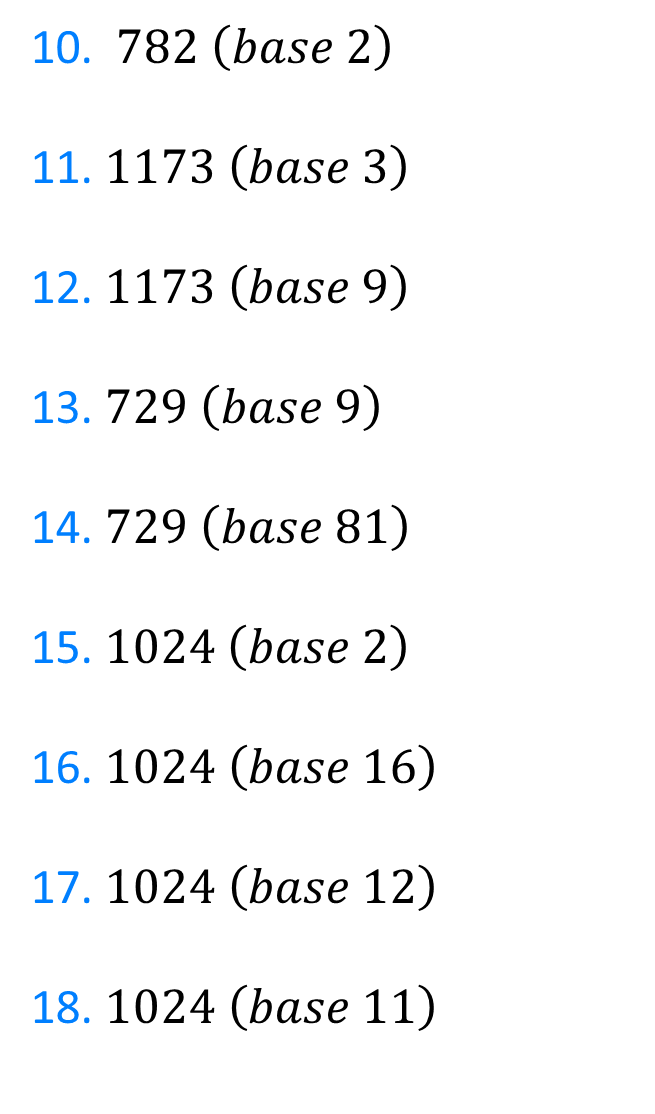 10. 782 (base 2)
11. 1173 (base 3)
12. 1173 (base 9)
13. 729 (base 9)
14. 729 (base 81)
15. 1024 (base 2)
16. 1024 (base 16)
17. 1024 (base 12)
18. 1024 (base 11)